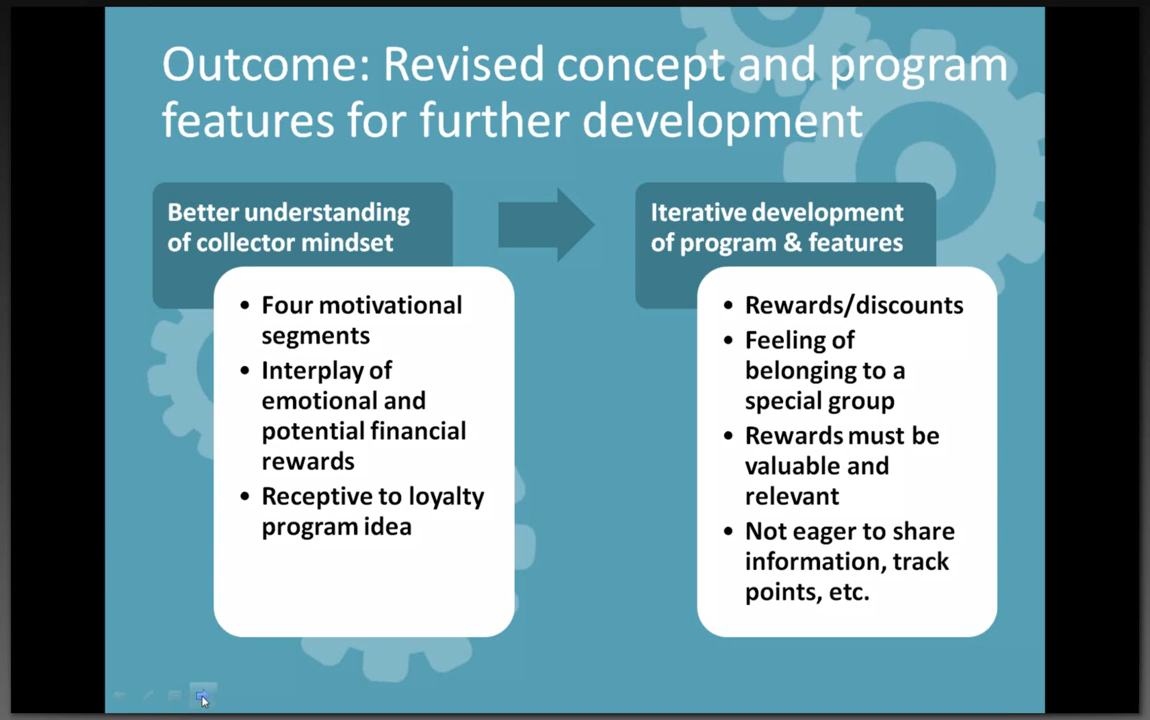 Outcome: Revised concept and program
features for further development
Better understanding
of collector mindset
• Four motivational
segments
• Interplay of
emotional and
potential financial
rewards
• Receptive to loyalty
program idea
Iterative development
of program & features
• Rewards/discounts
• Feeling of
belonging to a
special group
• Rewards must be
valuable and
relevant
• Not eager to share
information, track
points, etc.